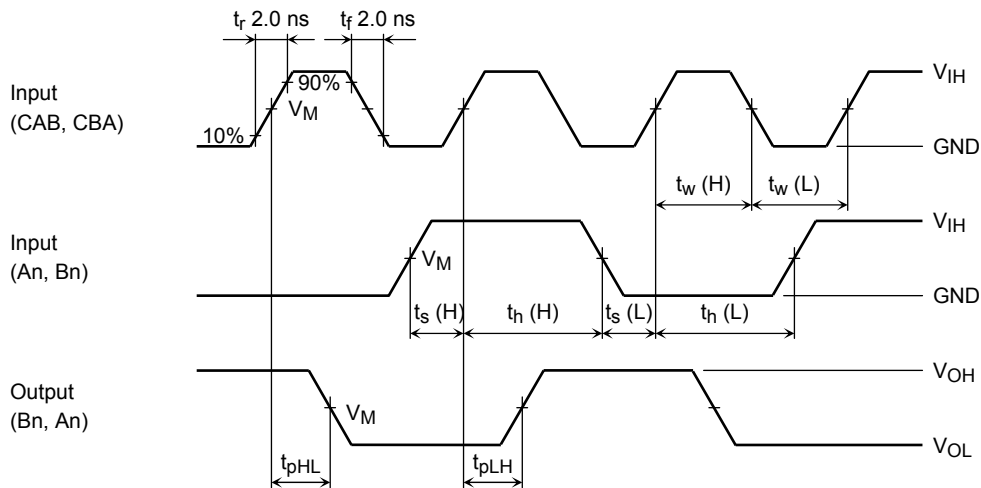 tr 2.0 ns
tf 2.0 ns
Input
(CAB, CBA)
90%
VM
10%
VIH
GND
tw (H)
tw (L)
Input
(An, Bn)
VM
VIH
GND
ts (H)
th (H)
ts (L)
th (L)
Output
(Bn, An)
VM
VOH
VOL
tpHL
tpLH